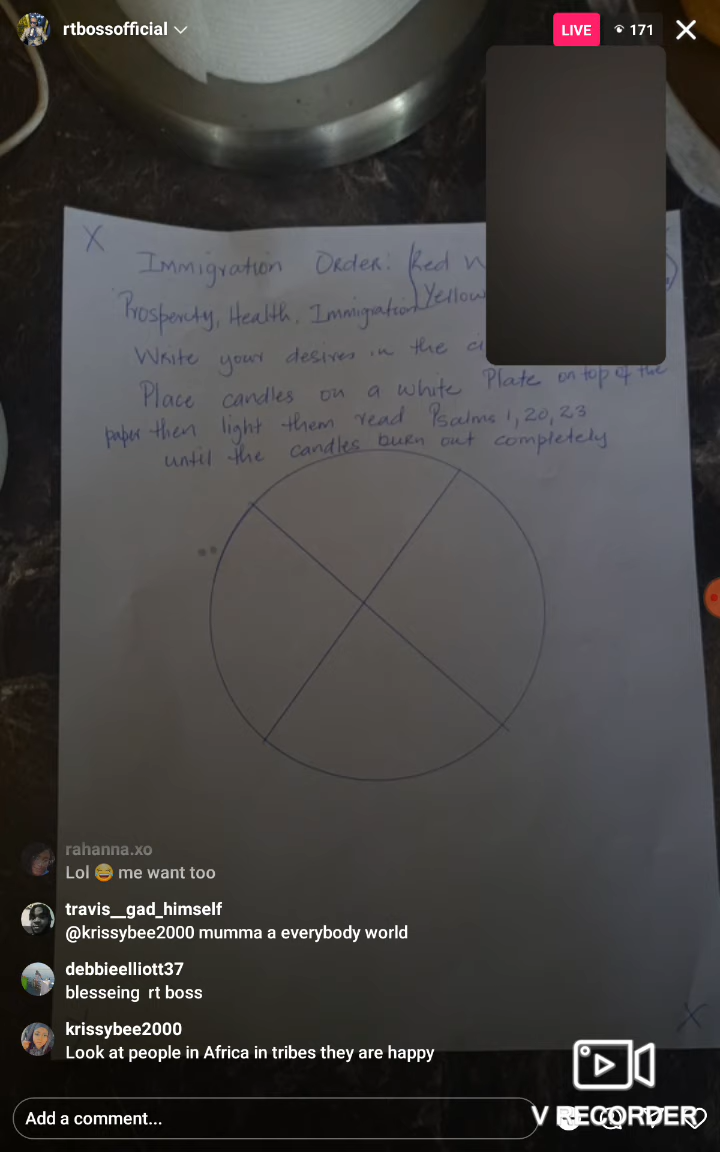 rtbossofficial
LIVE
171
X
Immigration Order: (Red
Prosperity, Health, Immigration Yellow
Write your desires in the
Place candles on a white Plate on top of the
paper then light them read Psalms 1, 20, 23
until the candles burn out completely
rahanna.xo
Lol 😂 me want too
travis__gad_himself
@krissybee2000 mumma a everybody world
debbieelliott37
blesseing rt boss
krissybee2000
Look at people in Africa in tribes they are happy
X
Add a comment...
V RECORDER